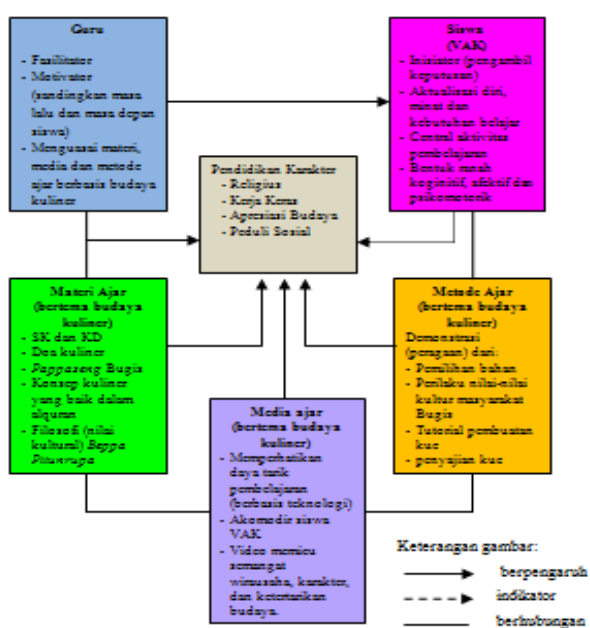 Guru
- Fasilitator
- Motivator
(sandingkan masa
lalu dan masa depan
siswa)
- Menguasai materi,
media dan metode
ajar berbasis budaya
kuliner
Siswa
(VAK)
- Inisiator (pengambil
keputusan)
- Aktualisasi diri,
minat dan
kebutuhan belajar
- Central aktivitas
pembelajaran
- Bentuk ranah
koginitif, afektif dan
psikomotorik
Pendidikan Karakter
- Religius
- Kerja Keras
- Apresiasi Budaya
- Peduli Sosial
Materi Ajar
(bertema budaya
kuliner)
- SK dan KD
- Doa kuliner
- Pappaseng Bugis
- Konsep kuliner
yang baik dalam
alquran
- Filosofi (nilai
kultural) Beppa
Pitunrupa
Metode Ajar
(bertema budaya
kuliner)
Demonstrasi
(peragaan) dari:
- Pemilihan bahan
- Perilaku nilai-nilai
kultur masyarakat
Bugis
- Tutorial pembuatan
kue
- penyajian kue
Media ajar
(bertema budaya
kuliner)
- Memperhatikan
daya tarik
pembelajaran
(berbasis teknologi)
- Akomodir siswa
VAK
- Video memicu
semangat
wirausaha, karakter,
dan ketertarikan
budaya.
Keterangan gambar:
berpengaruh
indikator
berhubungan